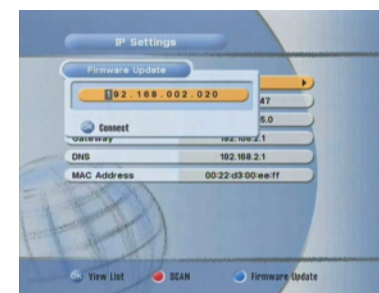 IP Settings
Firmware Update
192.168.002.020
47
5.0
OK Connect
Gateway 192.168.2.1
DNS 192.168.2.1
MAC Address 00:22:d3:00:ee:ff
OK View List SCAN Firmware Update